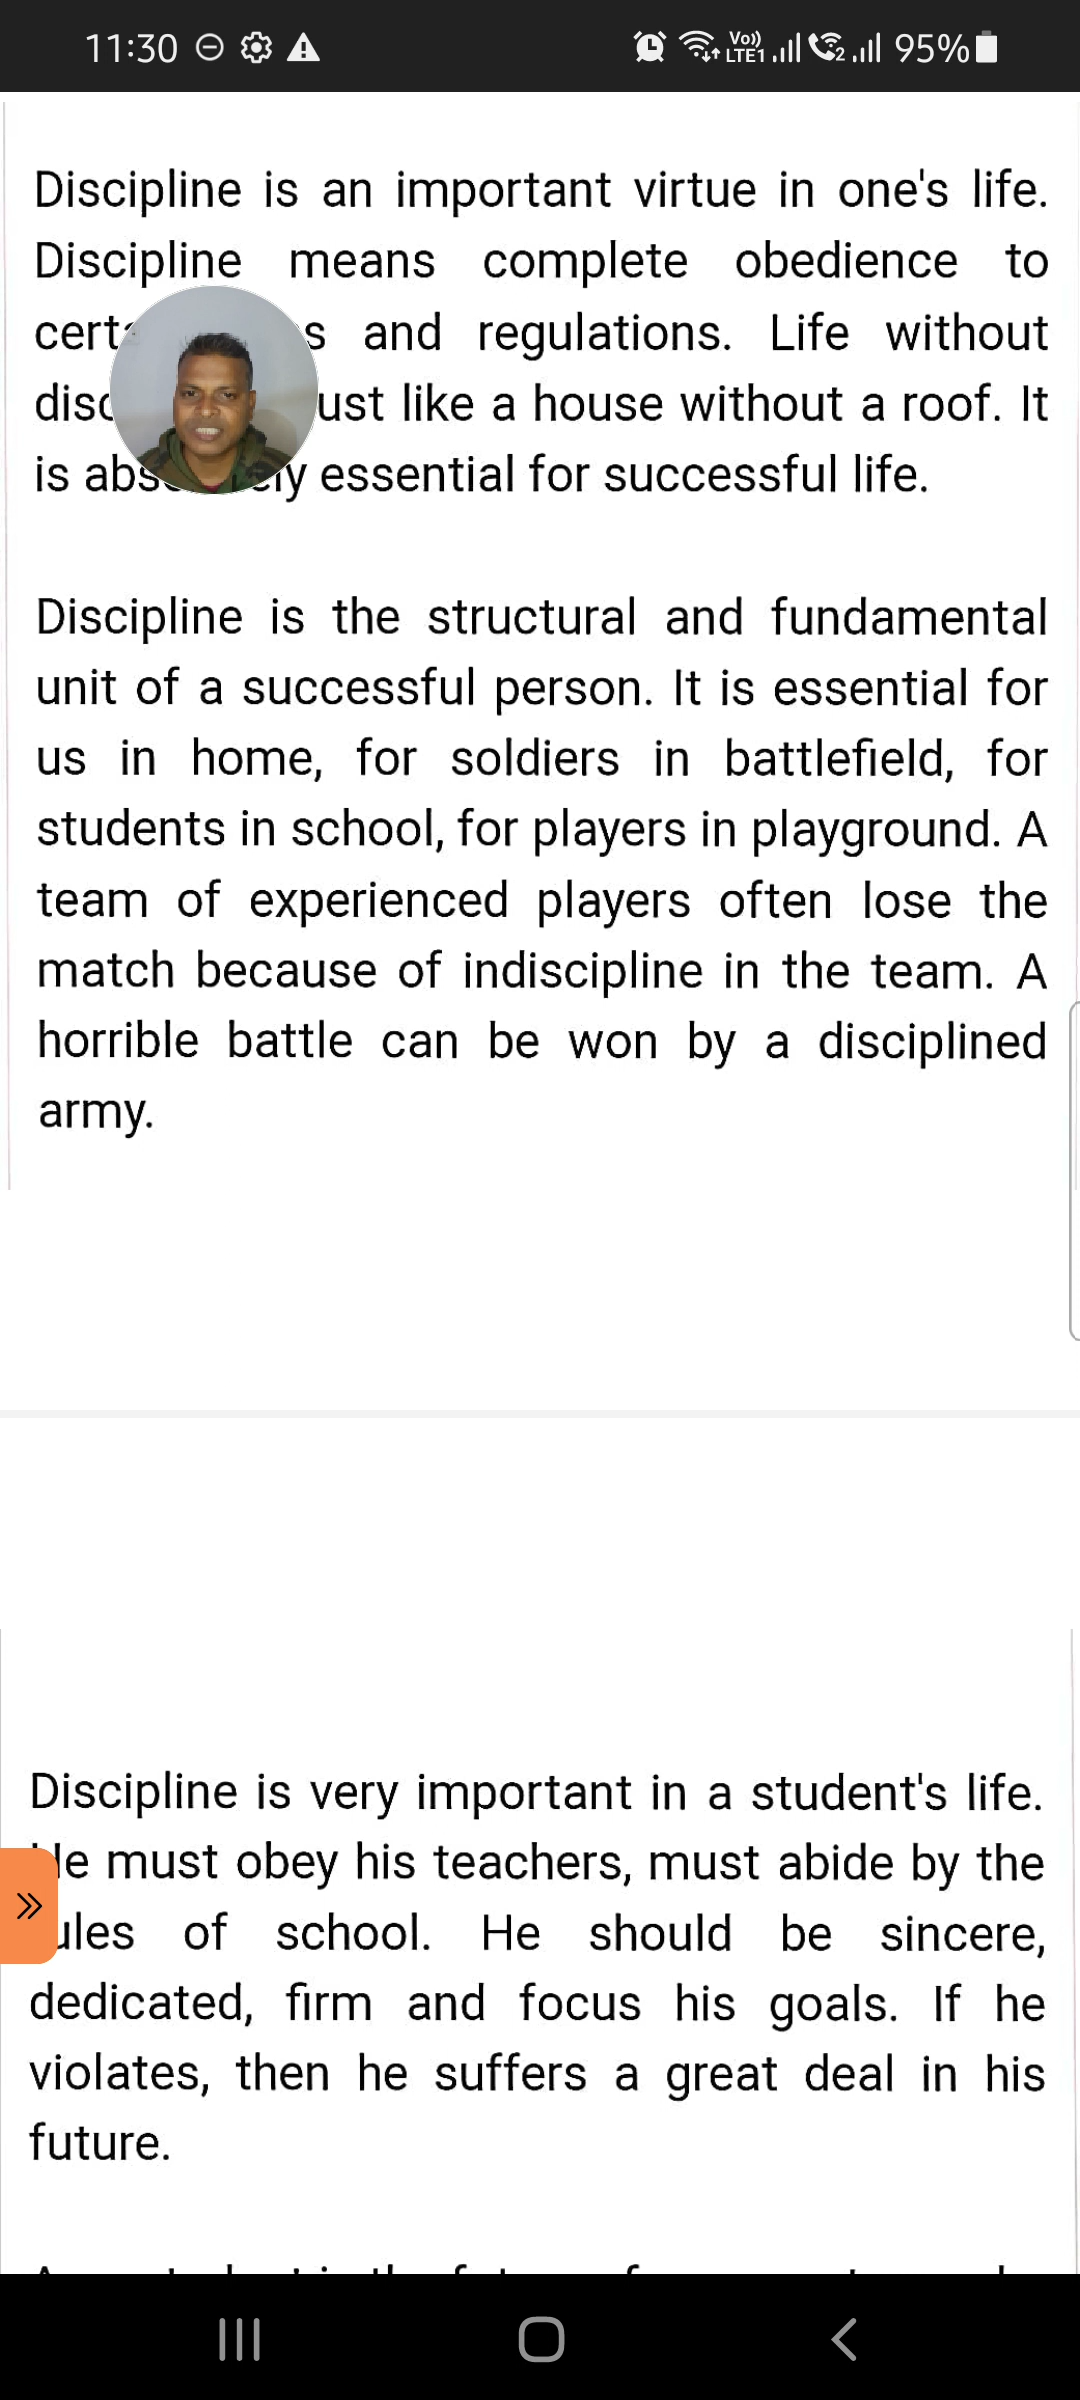 11:30
Vo)) LTE1 2 95%
Discipline is an important virtue in one's life.
Discipline means complete obedience to
and regulations. Life without
like a house without a roof. It
is essential for successful life.
Discipline is the structural and fundamental
unit of a successful person. It is essential for
us in home, for soldiers in battlefield, for
students in school, for players in playground. A
team of experienced players often lose the
match because of indiscipline in the team. A
horrible battle can be won by a disciplined
army.
Discipline is very important in a student's life.
must obey his teachers, must abide by the
of school. He should be sincere,
dedicated, firm and focus his goals. If he
violates, then he suffers a great deal in his
future.